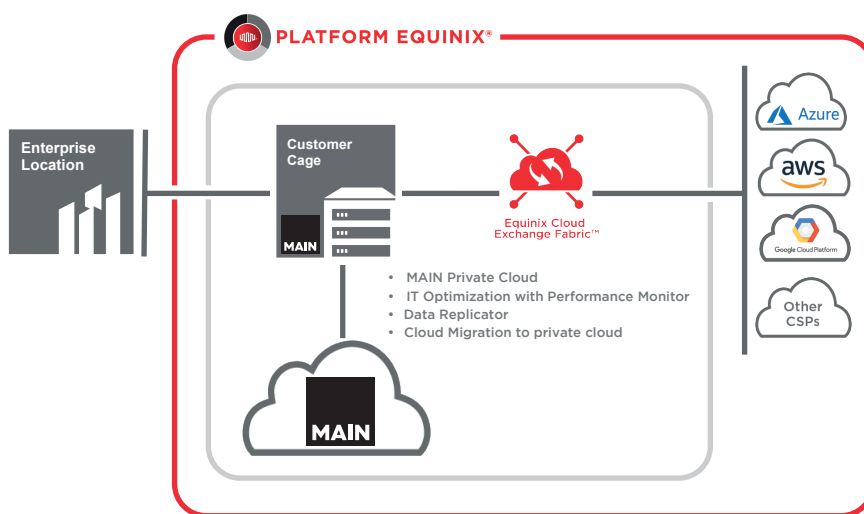 PLATFORM EQUINIX®
Enterprise
Location
Customer
Cage
MAIN
Equinix Cloud
Exchange Fabric™
• MAIN Private Cloud
• IT Optimization with Performance Monitor
• Data Replicator
• Cloud Migration to private cloud
MAIN
Azure
aws
Google Cloud Platform
Other
CSPs